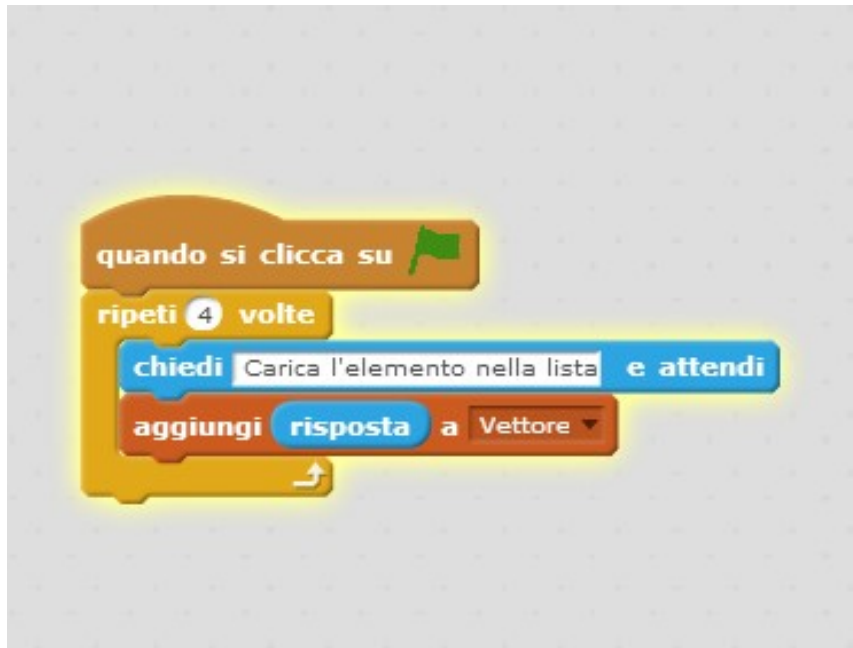 quando si clicca su
ripeti 4 volte
chiedi Carica l'elemento nella lista e attendi
aggiungi risposta a Vettore